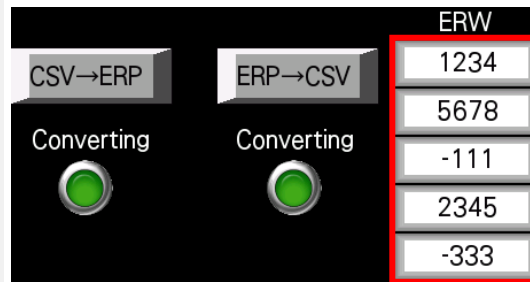 ERW
CSV→ERP
ERP→CSV
1234
5678
Converting
Converting
-111
2345
-333